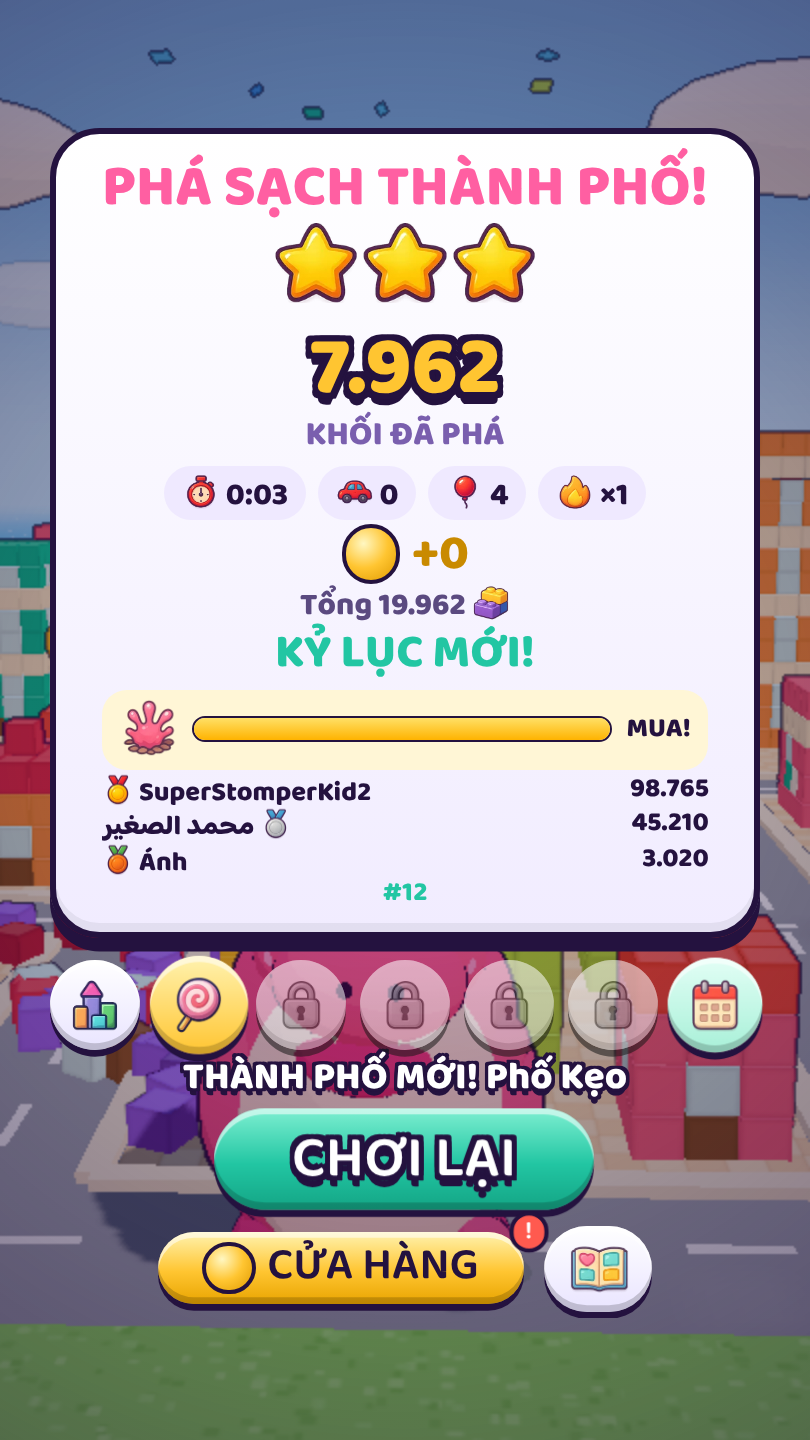 PHÁ SẠCH THÀNH PHỐ!
7.962
KHỐI ĐÃ PHÁ
0:03 0 4 ×1
+0
Tổng 19.962
KỶ LỤC MỚI!
MUA!
SuperStomperKid2 98.765
محمد الصغير 45.210
Ánh 3.020
#12
THÀNH PHỐ MỚI! Phố Kẹo
CHƠI LẠI
!
CỬA HÀNG